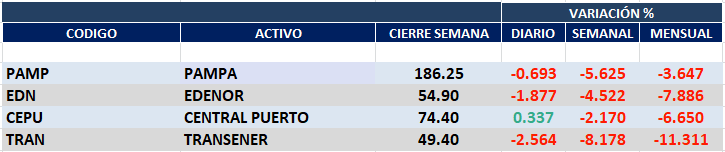 VARIACIÓN %
CODIGO ACTIVO CIERRE SEMANA DIARIO SEMANAL MENSUAL
PAMP PAMPA 186.25 -0.693 -5.625 -3.647
EDN EDENOR 54.90 -1.877 -4.522 -7.886
CEPU CENTRAL PUERTO 74.40 0.337 -2.170 -6.650
TRAN TRANSENER 49.40 -2.564 -8.178 -11.311